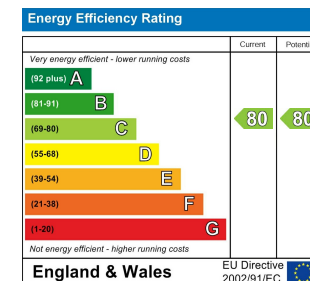 Energy Efficiency Rating
Current Potenti
Very energy efficient - lower running costs
(92 plus) A
(81-91) B
(69-80) C 80 80
(55-68) D
(39-54) E
(21-38) F
(1-20) G
Not energy efficient - higher running costs
England & Wales
EU Directive
2002/91/EC